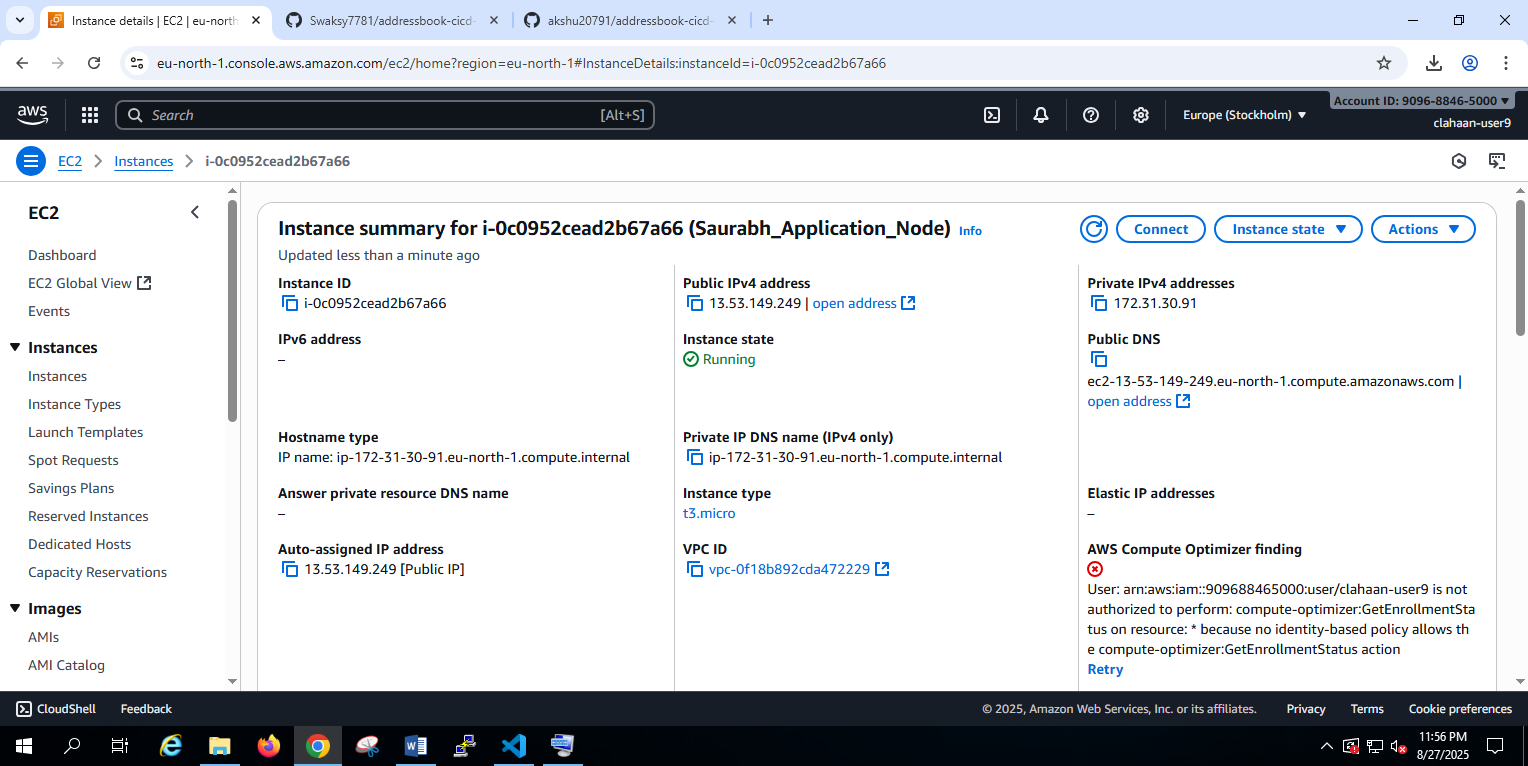 Instance details | EC2 | eu-north
Swaksy7781/addressbook-cicd-
akshu20791/addressbook-cicd-
eu-north-1.console.aws.amazon.com/ec2/home?region=eu-north-1#InstanceDetails:instanceId=i-0c0952cead2b67a66
aws
Search
[Alt+S]
Europe (Stockholm)
Account ID: 9096-8846-5000
clahaan-user9
EC2
Instances
i-0c0952cead2b67a66
EC2
Dashboard
EC2 Global View
Events
Instances
Instances
Instance Types
Launch Templates
Spot Requests
Savings Plans
Reserved Instances
Dedicated Hosts
Capacity Reservations
Images
AMIs
AMI Catalog
Instance summary for i-0c0952cead2b67a66 (Saurabh_Application_Node) Info
Updated less than a minute ago
Connect
Instance state
Actions
Instance ID
i-0c0952cead2b67a66
Public IPv4 address
13.53.149.249 | open address
Private IPv4 addresses
172.31.30.91
IPv6 address
–
Instance state
Running
Public DNS
ec2-13-53-149-249.eu-north-1.compute.amazonaws.com |
open address
Hostname type
IP name: ip-172-31-30-91.eu-north-1.compute.internal
Private IP DNS name (IPv4 only)
ip-172-31-30-91.eu-north-1.compute.internal
Answer private resource DNS name
–
Instance type
t3.micro
Elastic IP addresses
–
Auto-assigned IP address
13.53.149.249 [Public IP]
VPC ID
vpc-0f18b892cda472229
AWS Compute Optimizer finding
User: arn:aws:iam::909688465000:user/clahaan-user9 is not
authorized to perform: compute-optimizer:GetEnrollmentSta
tus on resource: * because no identity-based policy allows th
e compute-optimizer:GetEnrollmentStatus action
Retry
CloudShell
Feedback
© 2025, Amazon Web Services, Inc. or its affiliates.
Privacy
Terms
Cookie preferences
11:56 PM
8/27/2025